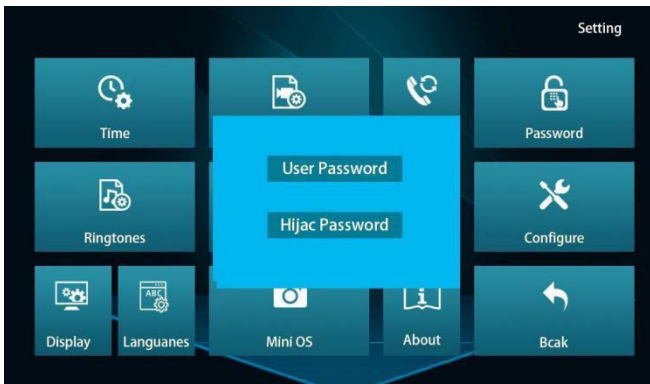 Setting
Time
Password
User Password
Hijac Password
Ringtones
Configure
ABC
Display
Languanes
Mini OS
About
Bcak